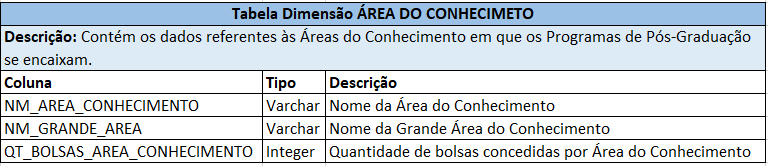 Tabela Dimensão ÁREA DO CONHECIMETO
Descrição: Contém os dados referentes às Áreas do Conhecimento em que os Programas de Pós-Graduação
se encaixam.
Coluna Tipo Descrição
NM_AREA_CONHECIMENTO Varchar Nome da Área do Conhecimento
NM_GRANDE_AREA Varchar Nome da Grande Área do Conhecimento
QT_BOLSAS_AREA_CONHECIMENTO Integer Quantidade de bolsas concedidas por Área do Conhecimento